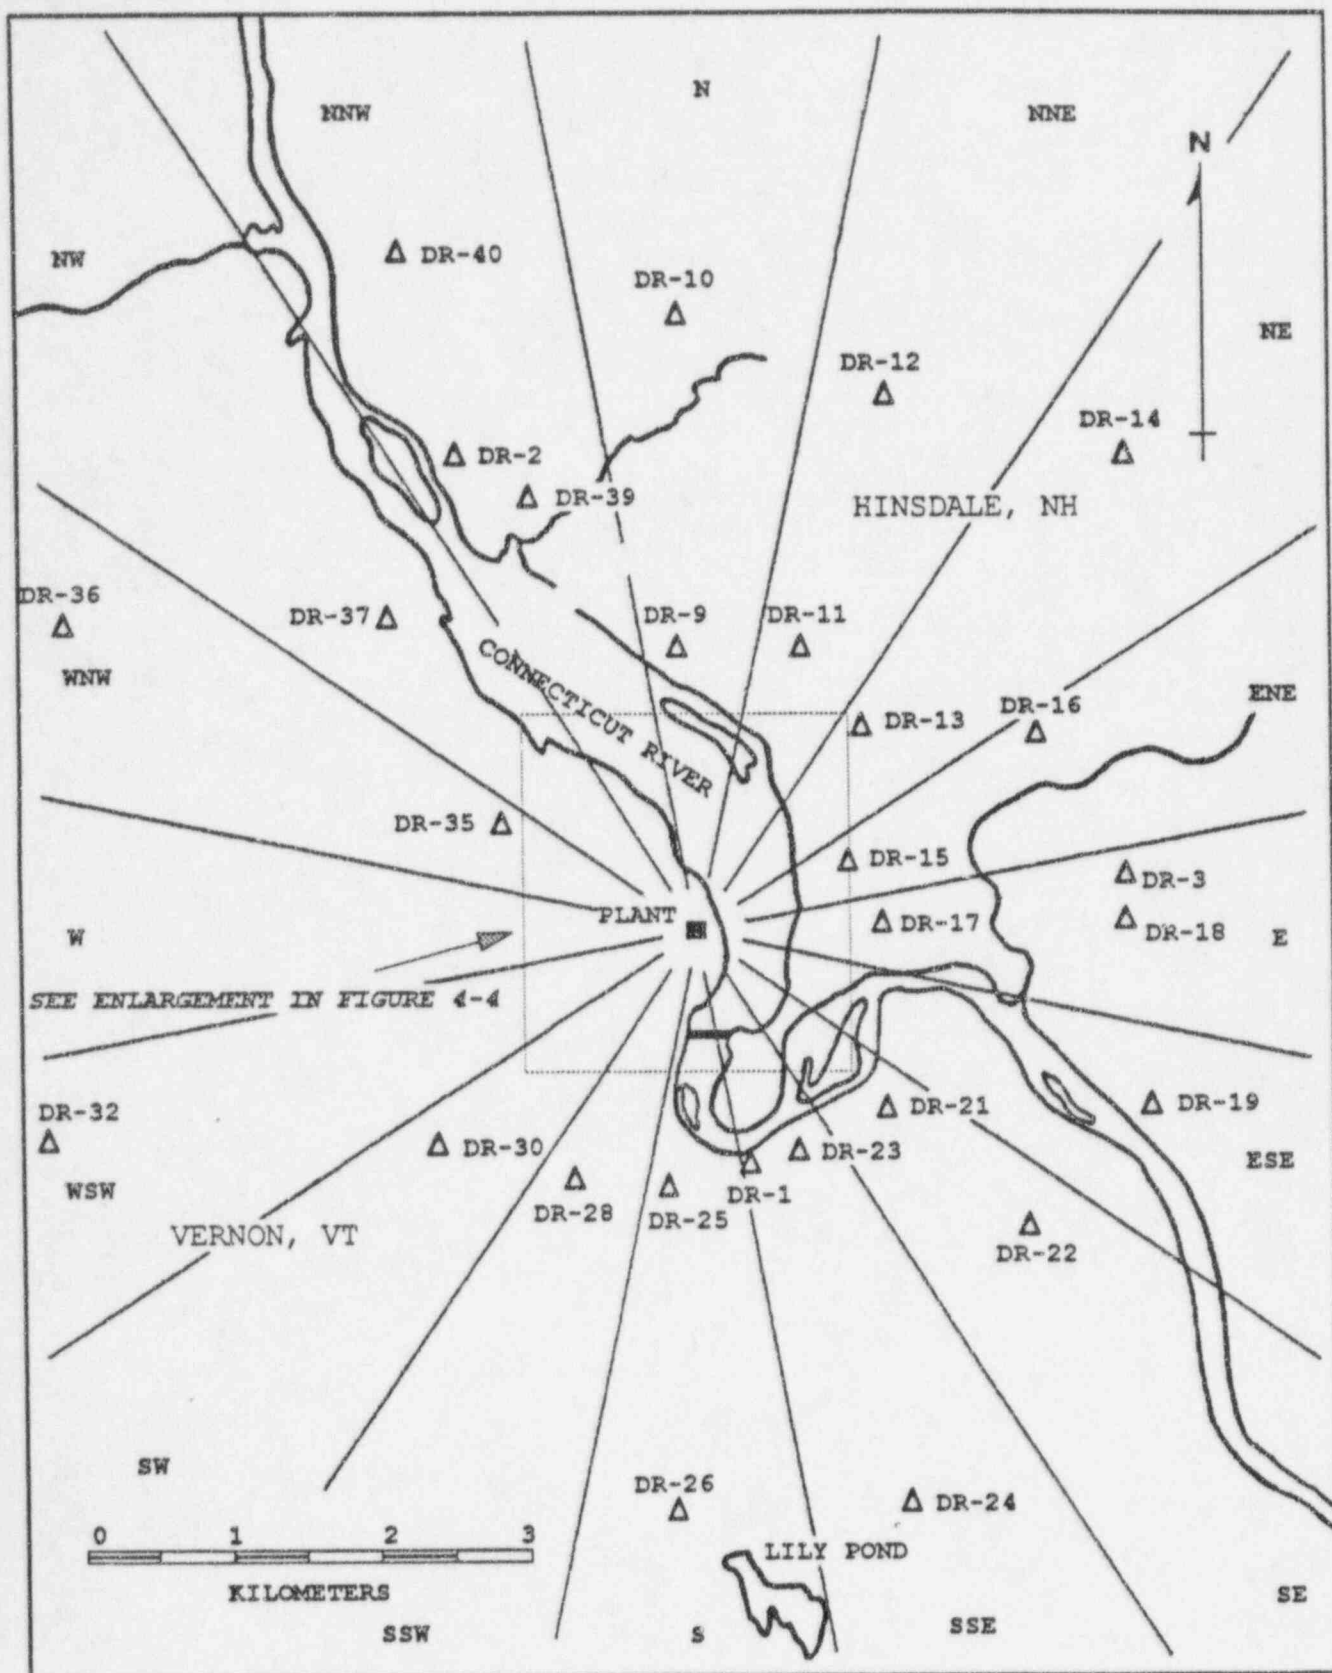 N
NNW
NNE
N
NW
DR-40
DR-10
NE
DR-12
DR-14
DR-2
DR-39
HINSDALE, NH
DR-36
DR-37
DR-9
DR-11
WNW
CONNECTICUT RIVER
ENE
DR-16
DR-13
DR-35
DR-15
DR-3
PLANT
DR-17
DR-18
E
W
SEE ENLARGEMENT IN FIGURE 4-4
DR-32
DR-21
DR-19
DR-30
DR-23
ESE
WSW
DR-1
DR-28
DR-25
VERNON, VT
DR-22
SW
DR-26
DR-24
0 1 2 3
LILY POND
KILOMETERS
SE
SSW
S
SSE